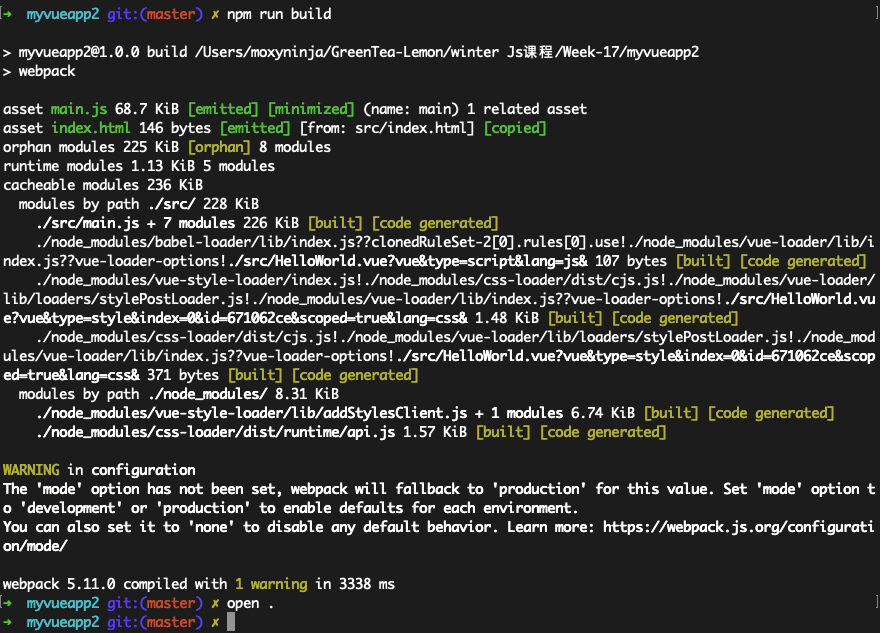 [➜  myvueapp2 git:(master) ✗ npm run build

> myvueapp2@1.0.0 build /Users/moxyninja/GreenTea-Lemon/winter Js课程/Week-17/myvueapp2
> webpack

asset main.js 68.7 KiB [emitted] [minimized] (name: main) 1 related asset
asset index.html 146 bytes [emitted] [from: src/index.html] [copied]
orphan modules 225 KiB [orphan] 8 modules
runtime modules 1.13 KiB 5 modules
cacheable modules 236 KiB
  modules by path ./src/ 228 KiB
    ./src/main.js + 7 modules 226 KiB [built] [code generated]
    ./node_modules/babel-loader/lib/index.js??clonedRuleSet-2[0].rules[0].use!./node_modules/vue-loader/lib/i
ndex.js??vue-loader-options!./src/HelloWorld.vue?vue&type=script&lang=js& 107 bytes [built] [code generated]
    ./node_modules/vue-style-loader/index.js!./node_modules/css-loader/dist/cjs.js!./node_modules/vue-loader/
lib/loaders/stylePostLoader.js!./node_modules/vue-loader/lib/index.js??vue-loader-options!./src/HelloWorld.vu
e?vue&type=style&index=0&id=671062ce&scoped=true&lang=css& 1.48 KiB [built] [code generated]
    ./node_modules/css-loader/dist/cjs.js!./node_modules/vue-loader/lib/loaders/stylePostLoader.js!./node_mod
ules/vue-loader/lib/index.js??vue-loader-options!./src/HelloWorld.vue?vue&type=style&index=0&id=671062ce&scop
ed=true&lang=css& 371 bytes [built] [code generated]
  modules by path ./node_modules/ 8.31 KiB
    ./node_modules/vue-style-loader/lib/addStylesClient.js + 1 modules 6.74 KiB [built] [code generated]
    ./node_modules/css-loader/dist/runtime/api.js 1.57 KiB [built] [code generated]

WARNING in configuration
The 'mode' option has not been set, webpack will fallback to 'production' for this value. Set 'mode' option t
o 'development' or 'production' to enable defaults for each environment.
You can also set it to 'none' to disable any default behavior. Learn more: https://webpack.js.org/configurati
on/mode/

webpack 5.11.0 compiled with 1 warning in 3338 ms
[➜  myvueapp2 git:(master) ✗ open .                                                                         ]
➜  myvueapp2 git:(master) ✗